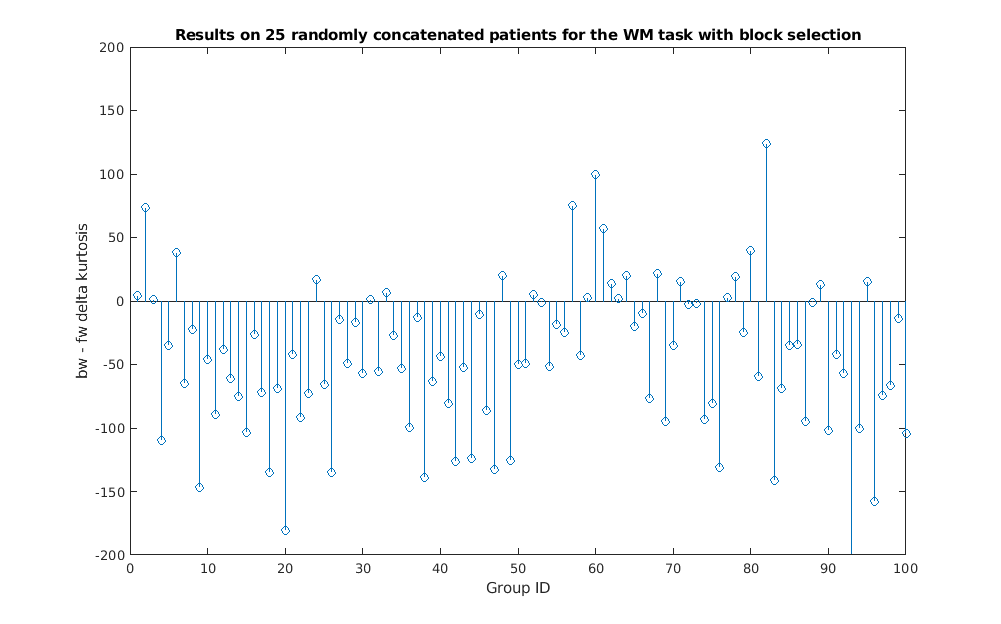 Results on 25 randomly concatenated patients for the WM task with block selection
200
150
100
50
0
-50
-100
-150
-200
bw - fw delta kurtosis
0 10 20 30 40 50 60 70 80 90 100
Group ID